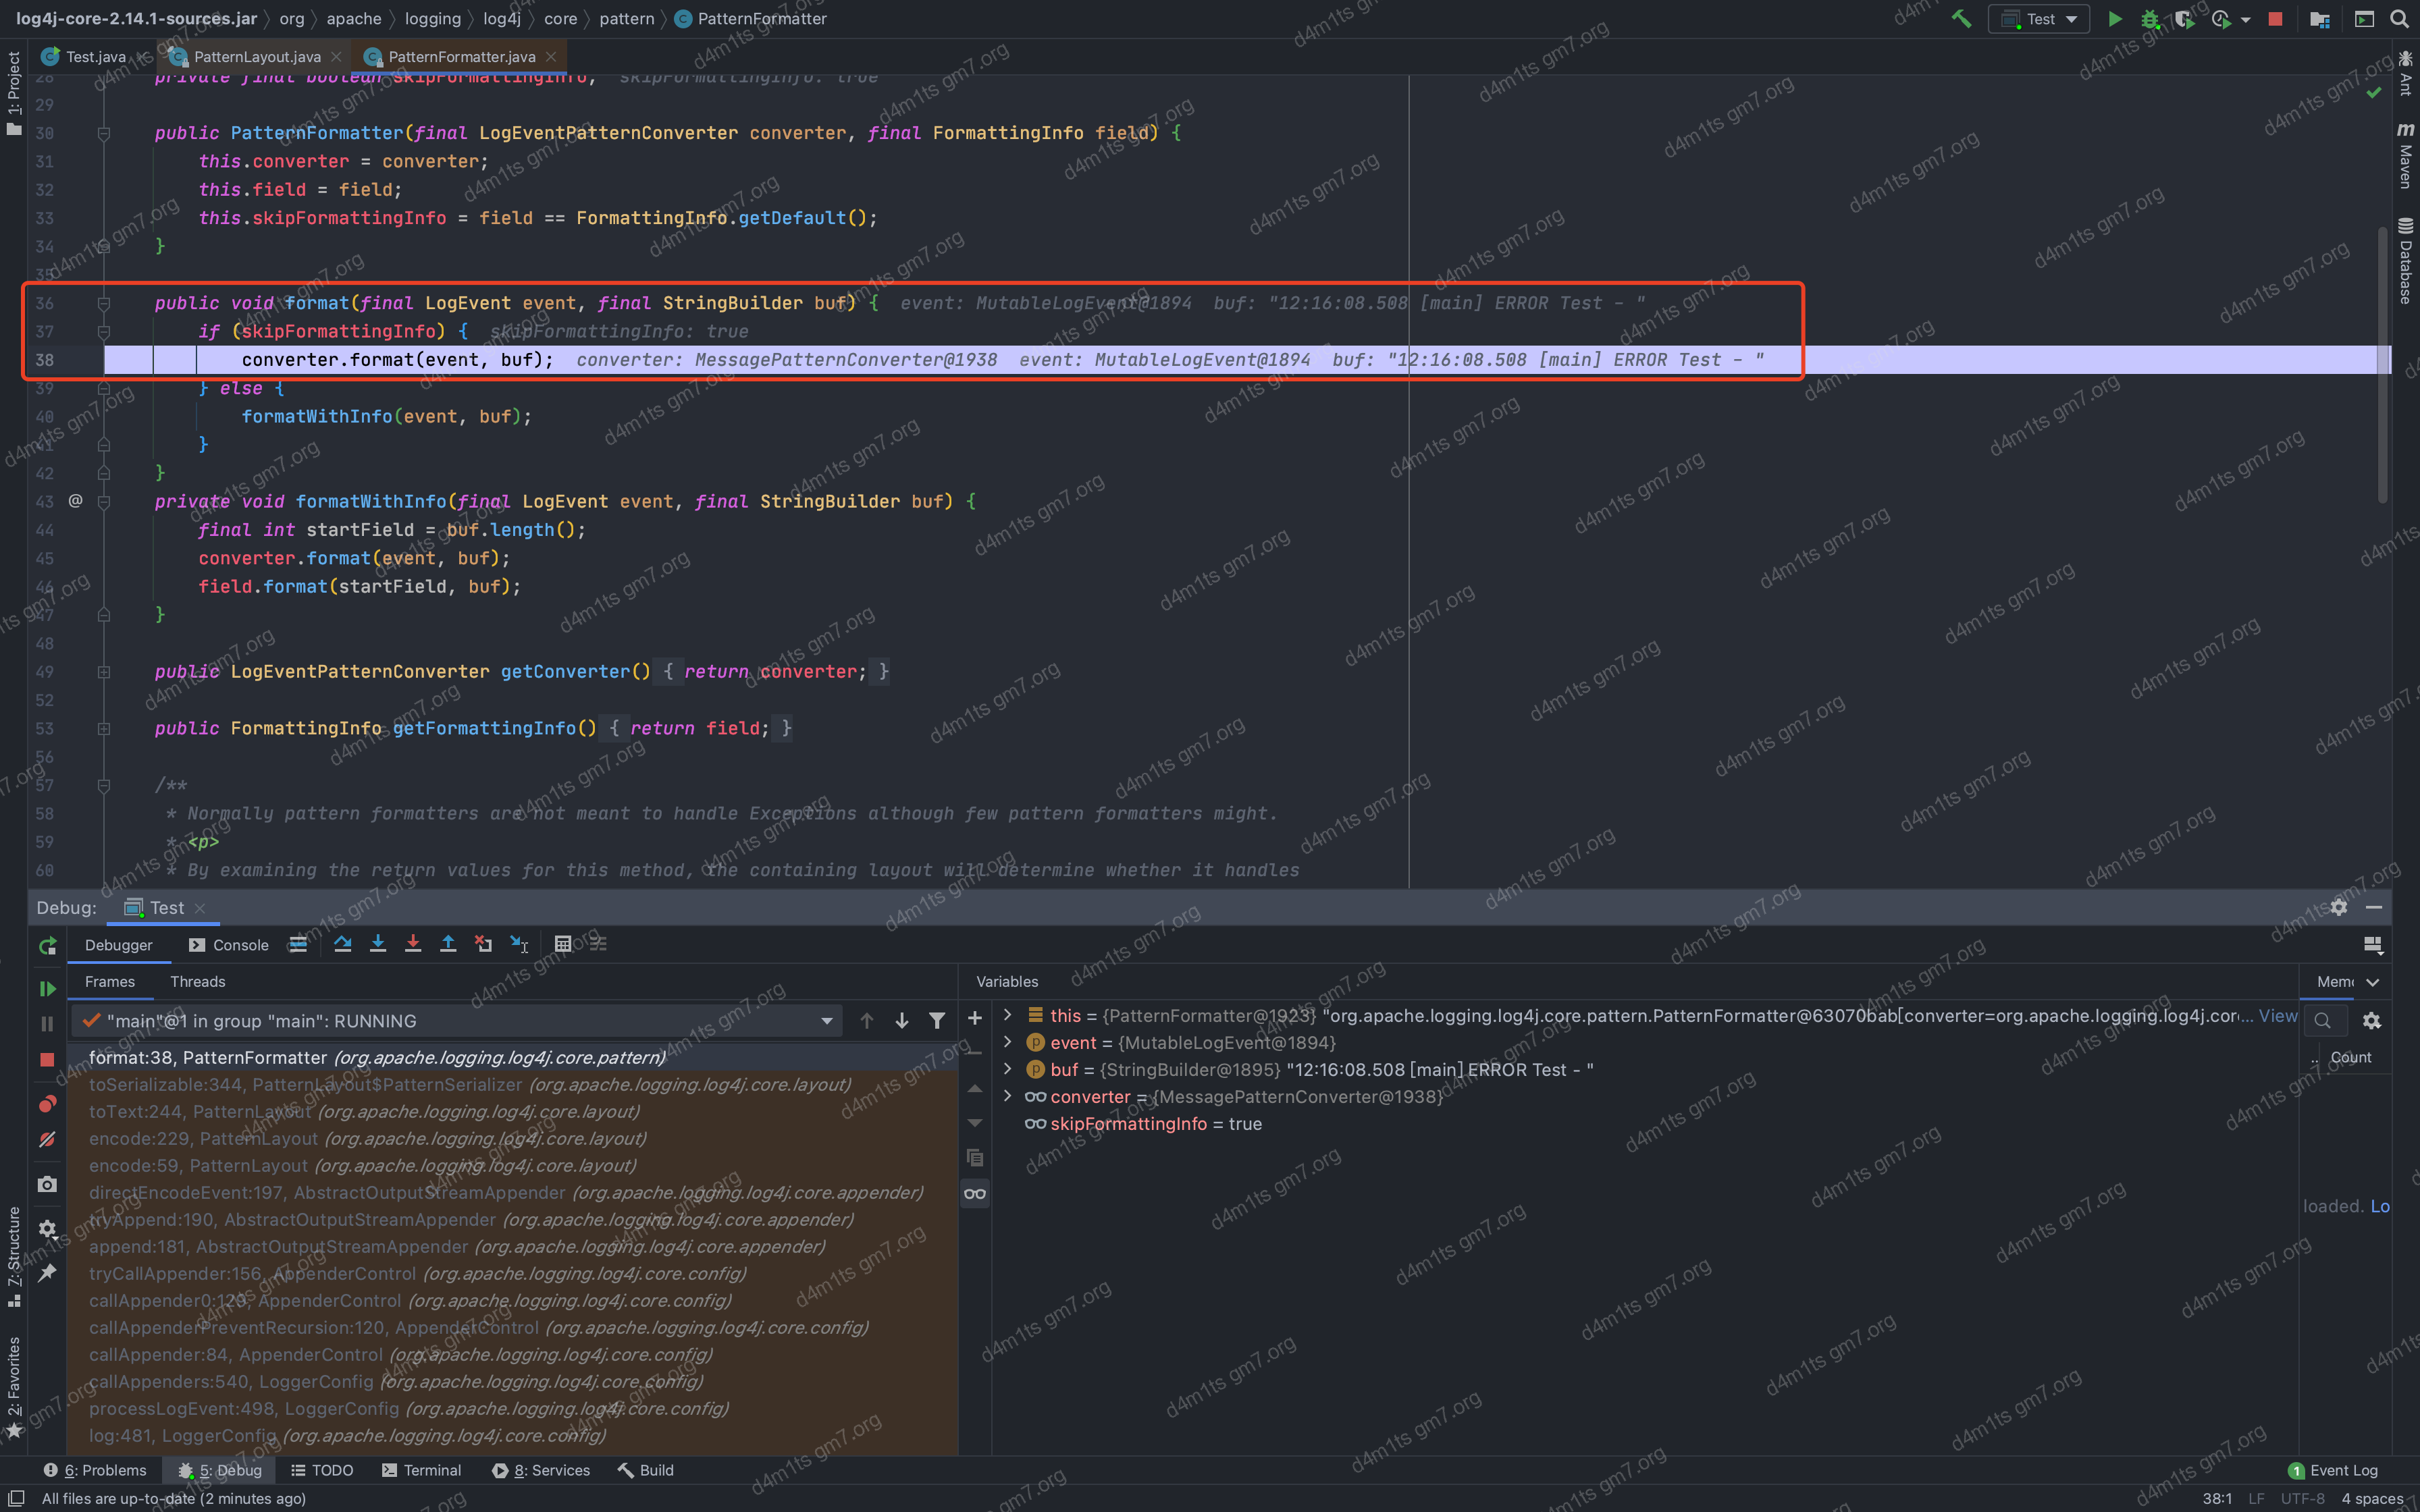 log4j-core-2.14.1-sources.jar org apache logging log4j core pattern PatternFormatter Test
Test.java PatternLayout.java PatternFormatter.java
28 private final boolean skipFormattingInfo; skipFormattingInfo: true
29
30 public PatternFormatter(final LogEventPatternConverter converter, final FormattingInfo field) {
31 this.converter = converter;
32 this.field = field;
33 this.skipFormattingInfo = field == FormattingInfo.getDefault();
34 }
35
36 public void format(final LogEvent event, final StringBuilder buf) { event: MutableLogEvent@1894 buf: "12:16:08.508 [main] ERROR Test - "
37 if (skipFormattingInfo) { skipFormattingInfo: true
38 converter.format(event, buf); converter: MessagePatternConverter@1938 event: MutableLogEvent@1894 buf: "12:16:08.508 [main] ERROR Test - "
39 } else {
40 formatWithInfo(event, buf);
41 }
42 }
43 @ private void formatWithInfo(final LogEvent event, final StringBuilder buf) {
44 final int startField = buf.length();
45 converter.format(event, buf);
46 field.format(startField, buf);
47 }
48
49 public LogEventPatternConverter getConverter() { return converter; }
52
53 public FormattingInfo getFormattingInfo() { return field; }
56
57 /**
58 * Normally pattern formatters are not meant to handle Exceptions although few pattern formatters might.
59 * <p>
60 * By examining the return values for this method, the containing layout will determine whether it handles
1: Project
7: Structure
2: Favorites
Ant
Maven
Database
Debug: Test
Debugger Console
Frames Threads
"main"@1 in group "main": RUNNING
format:38, PatternFormatter (org.apache.logging.log4j.core.pattern)
toSerializable:344, PatternLayout$PatternSerializer (org.apache.logging.log4j.core.layout)
toText:244, PatternLayout (org.apache.logging.log4j.core.layout)
encode:229, PatternLayout (org.apache.logging.log4j.core.layout)
encode:59, PatternLayout (org.apache.logging.log4j.core.layout)
directEncodeEvent:197, AbstractOutputStreamAppender (org.apache.logging.log4j.core.appender)
tryAppend:190, AbstractOutputStreamAppender (org.apache.logging.log4j.core.appender)
append:181, AbstractOutputStreamAppender (org.apache.logging.log4j.core.appender)
tryCallAppender:156, AppenderControl (org.apache.logging.log4j.core.config)
callAppender0:129, AppenderControl (org.apache.logging.log4j.core.config)
callAppenderPreventRecursion:120, AppenderControl (org.apache.logging.log4j.core.config)
callAppender:84, AppenderControl (org.apache.logging.log4j.core.config)
callAppenders:540, LoggerConfig (org.apache.logging.log4j.core.config)
processLogEvent:498, LoggerConfig (org.apache.logging.log4j.core.config)
log:481, LoggerConfig (org.apache.logging.log4j.core.config)
Variables
this = {PatternFormatter@1923} "org.apache.logging.log4j.core.pattern.PatternFormatter@63070bab[converter=org.apache.logging.log4j.cor... View
event = {MutableLogEvent@1894}
buf = {StringBuilder@1895} "12:16:08.508 [main] ERROR Test - "
converter = {MessagePatternConverter@1938}
skipFormattingInfo = true
Mem
.. Count
loaded. Lo
6: Problems 5: Debug TODO Terminal 8: Services Build 1 Event Log
All files are up-to-date (2 minutes ago) 38:1 LF UTF-8 4 spaces
d4m1ts gm7.org